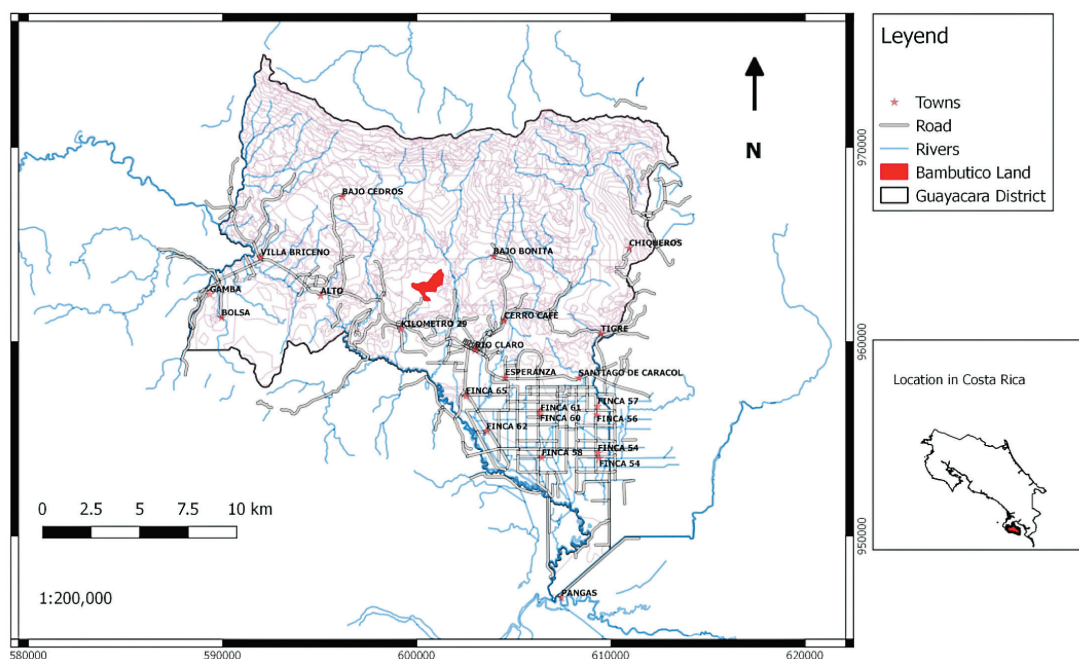 Leyend
Towns
Road
Rivers
Bambutico Land
Guayacara District
N
970000
960000
950000
BAJO CEDROS
CHIQUEROS
VILLA BRICENO
BAJO BONITA
GAMBA
ALTO
BOLSA
CERRO CAFE
KILOMETRO 29
TIGRE
RIO CLARO
ESPERANZA
SANTIAGO DE CARACOL
FINCA 65
FINCA 57
FINCA 61
FINCA 60
FINCA 56
FINCA 62
FINCA 54
FINCA 58
FINCA 54
PANGAS
0 2.5 5 7.5 10 km
1:200,000
580000 590000 600000 610000 620000
Location in Costa Rica